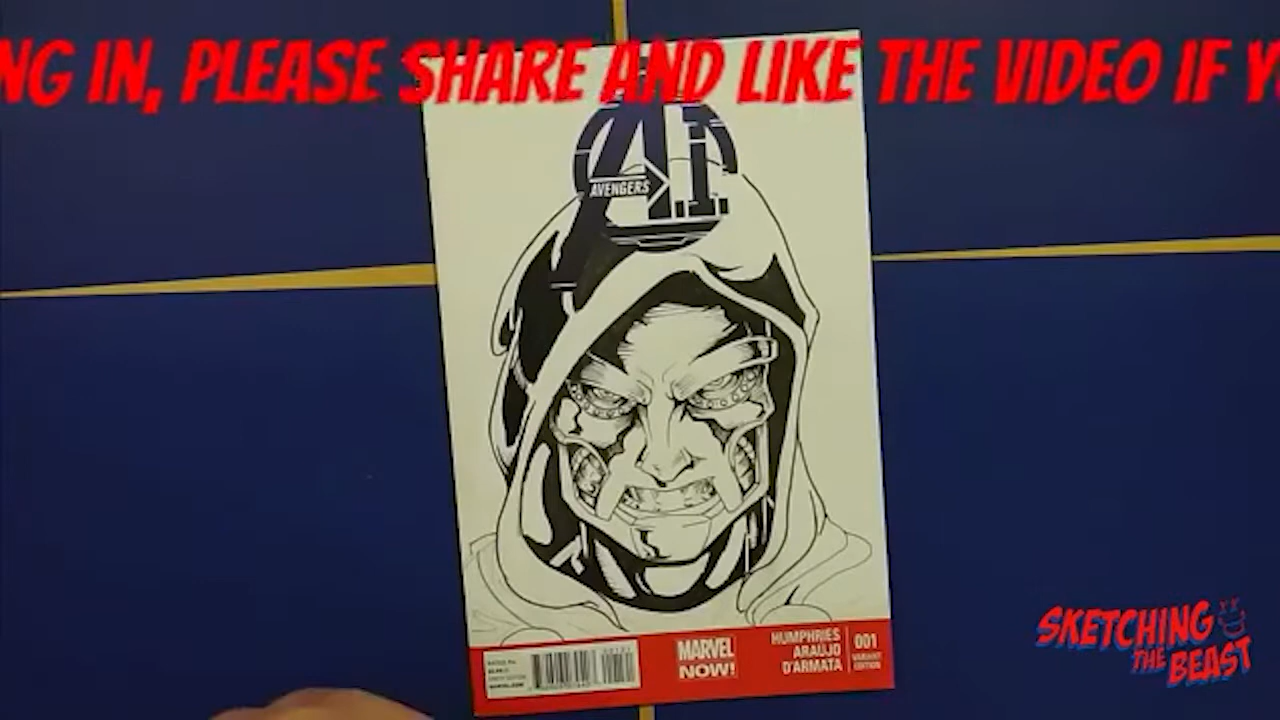 NG IN, PLEASE SHARE AND LIKE THE VIDEO IF Y
A.I.
AVENGERS
MARVEL
NOW!
HUMPHRIES
ARAUJO
D'ARMATA
001
VARIANT
EDITION
SKETCHING
THE BEAST